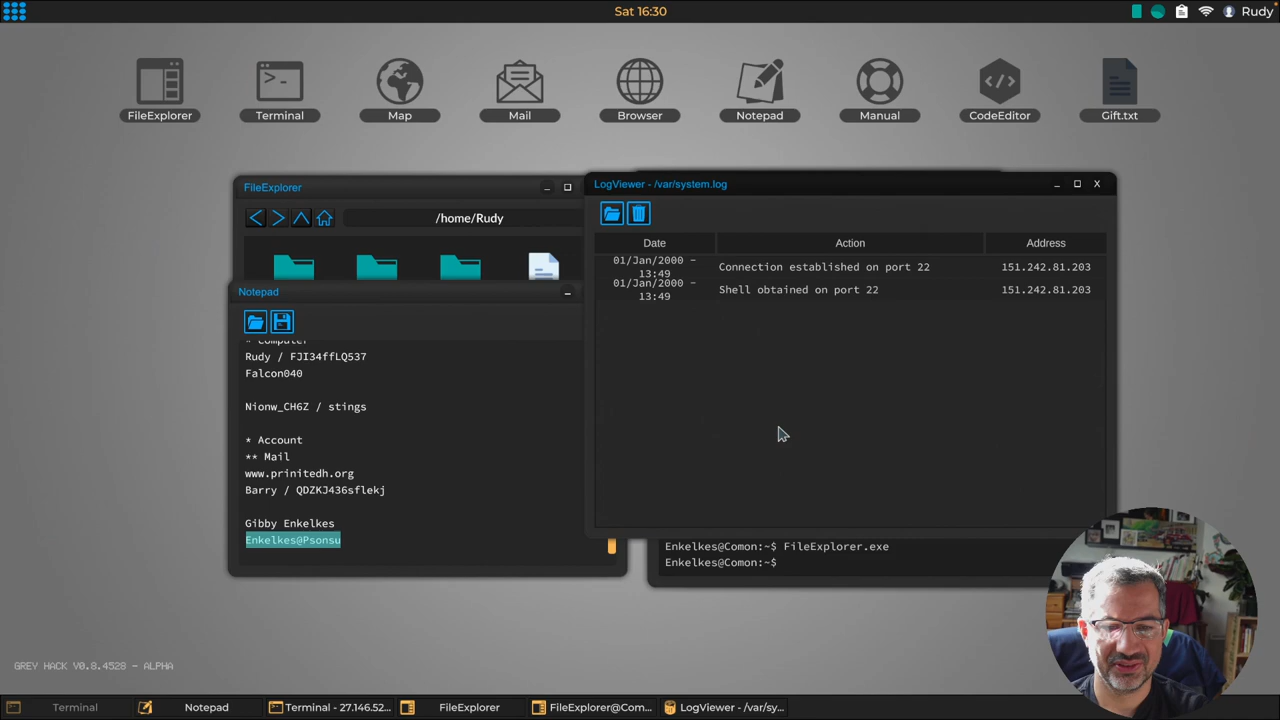 Sat 16:30
Rudy
FileExplorer
Terminal
Map
Mail
Browser
Notepad
Manual
CodeEditor
Gift.txt
FileExplorer
/home/Rudy
Notepad
* Computer
Rudy / FJI34ffLQ537
Falcon040
Nionw_CH6Z / stings
* Account
** Mail
www.prinitedh.org
Barry / QDZKJ436sflekj
Gibby Enkelkes
Enkelkes@Psonsu
LogViewer - /var/system.log
Date Action Address
01/Jan/2000 - 13:49 Connection established on port 22 151.242.81.203
01/Jan/2000 - 13:49 Shell obtained on port 22 151.242.81.203
Enkelkes@Comon:~$ FileExplorer.exe
Enkelkes@Comon:~$
GREY HACK V0.8.4528 - ALPHA
Terminal
Notepad
Terminal - 27.146.52...
FileExplorer
FileExplorer@Com...
LogViewer - /var/sy...